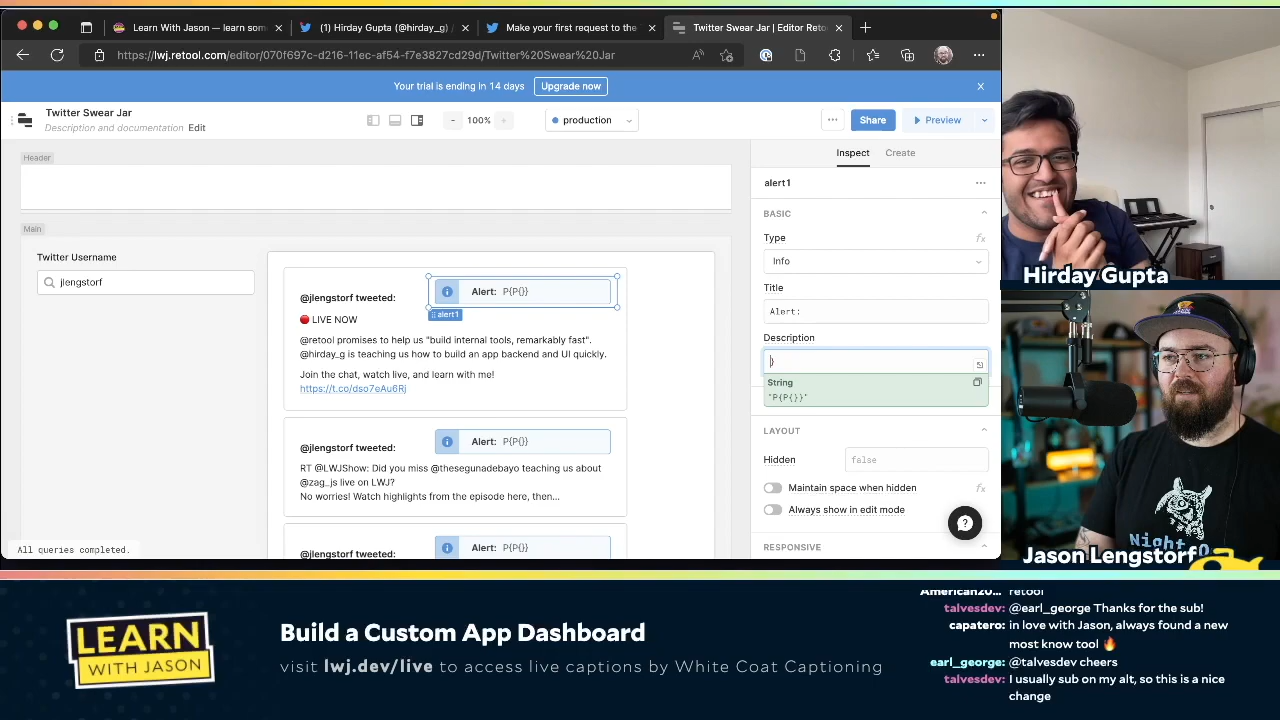 Learn With Jason — learn som
(1) Hirday Gupta (@hirday_g) /
Make your first request to the
Twitter Swear Jar | Editor Reto
https://lwj.retool.com/editor/070f697c-d216-11ec-af54-f7e3827cd29d/Twitter%20Swear%20Jar
Your trial is ending in 14 days
Upgrade now
Twitter Swear Jar
Description and documentation Edit
- 100% +
production
Share
Preview
Header
Main
Twitter Username
jlengstorf
@jlengstorf tweeted:
Alert: P{P{}}
alert1
LIVE NOW
@retool promises to help us "build internal tools, remarkably fast".
@hirday_g is teaching us how to build an app backend and UI quickly.
Join the chat, watch live, and learn with me!
https://t.co/dso7eAu6Rj
@jlengstorf tweeted:
Alert: P{P{}}
RT @LWJShow: Did you miss @thesegunadebayo teaching us about
@zag_js live on LWJ?
No worries! Watch highlights from the episode here, then...
@jlengstorf tweeted:
Alert: P{P{}}
All queries completed.
Inspect Create
alert1
BASIC
Type
fx
Info
Title
Alert:
Description
}
String
"P{P{}}"
LAYOUT
Hidden
false
Maintain space when hidden
fx
Always show in edit mode
RESPONSIVE
Hirday Gupta
Night
Jason Lengstorf
LEARN
WITH JASON
Build a Custom App Dashboard
visit lwj.dev/live to access live captions by White Coat Captioning
American20... retool
talvesdev: @earl_george Thanks for the sub!
capatero: in love with Jason, always found a new
most know tool 🔥
earl_george: @talvesdev cheers
talvesdev: I usually sub on my alt, so this is a nice
change